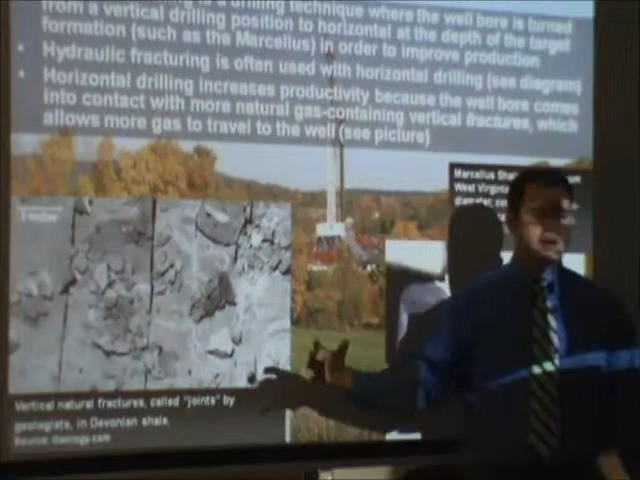 is a drilling technique where the well bore is turned
from a vertical drilling position to horizontal at the depth of the target
formation (such as the Marcellus) in order to improve production
• Hydraulic fracturing is often used with horizontal drilling (see diagram)
• Horizontal drilling increases productivity because the well bore comes
into contact with more natural gas-containing vertical fractures, which
allows more gas to travel to the well (see picture)
Marcellus
West Virginia
Vertical natural fractures, called "joints" by
geologists, in Devonian shale.
Source: